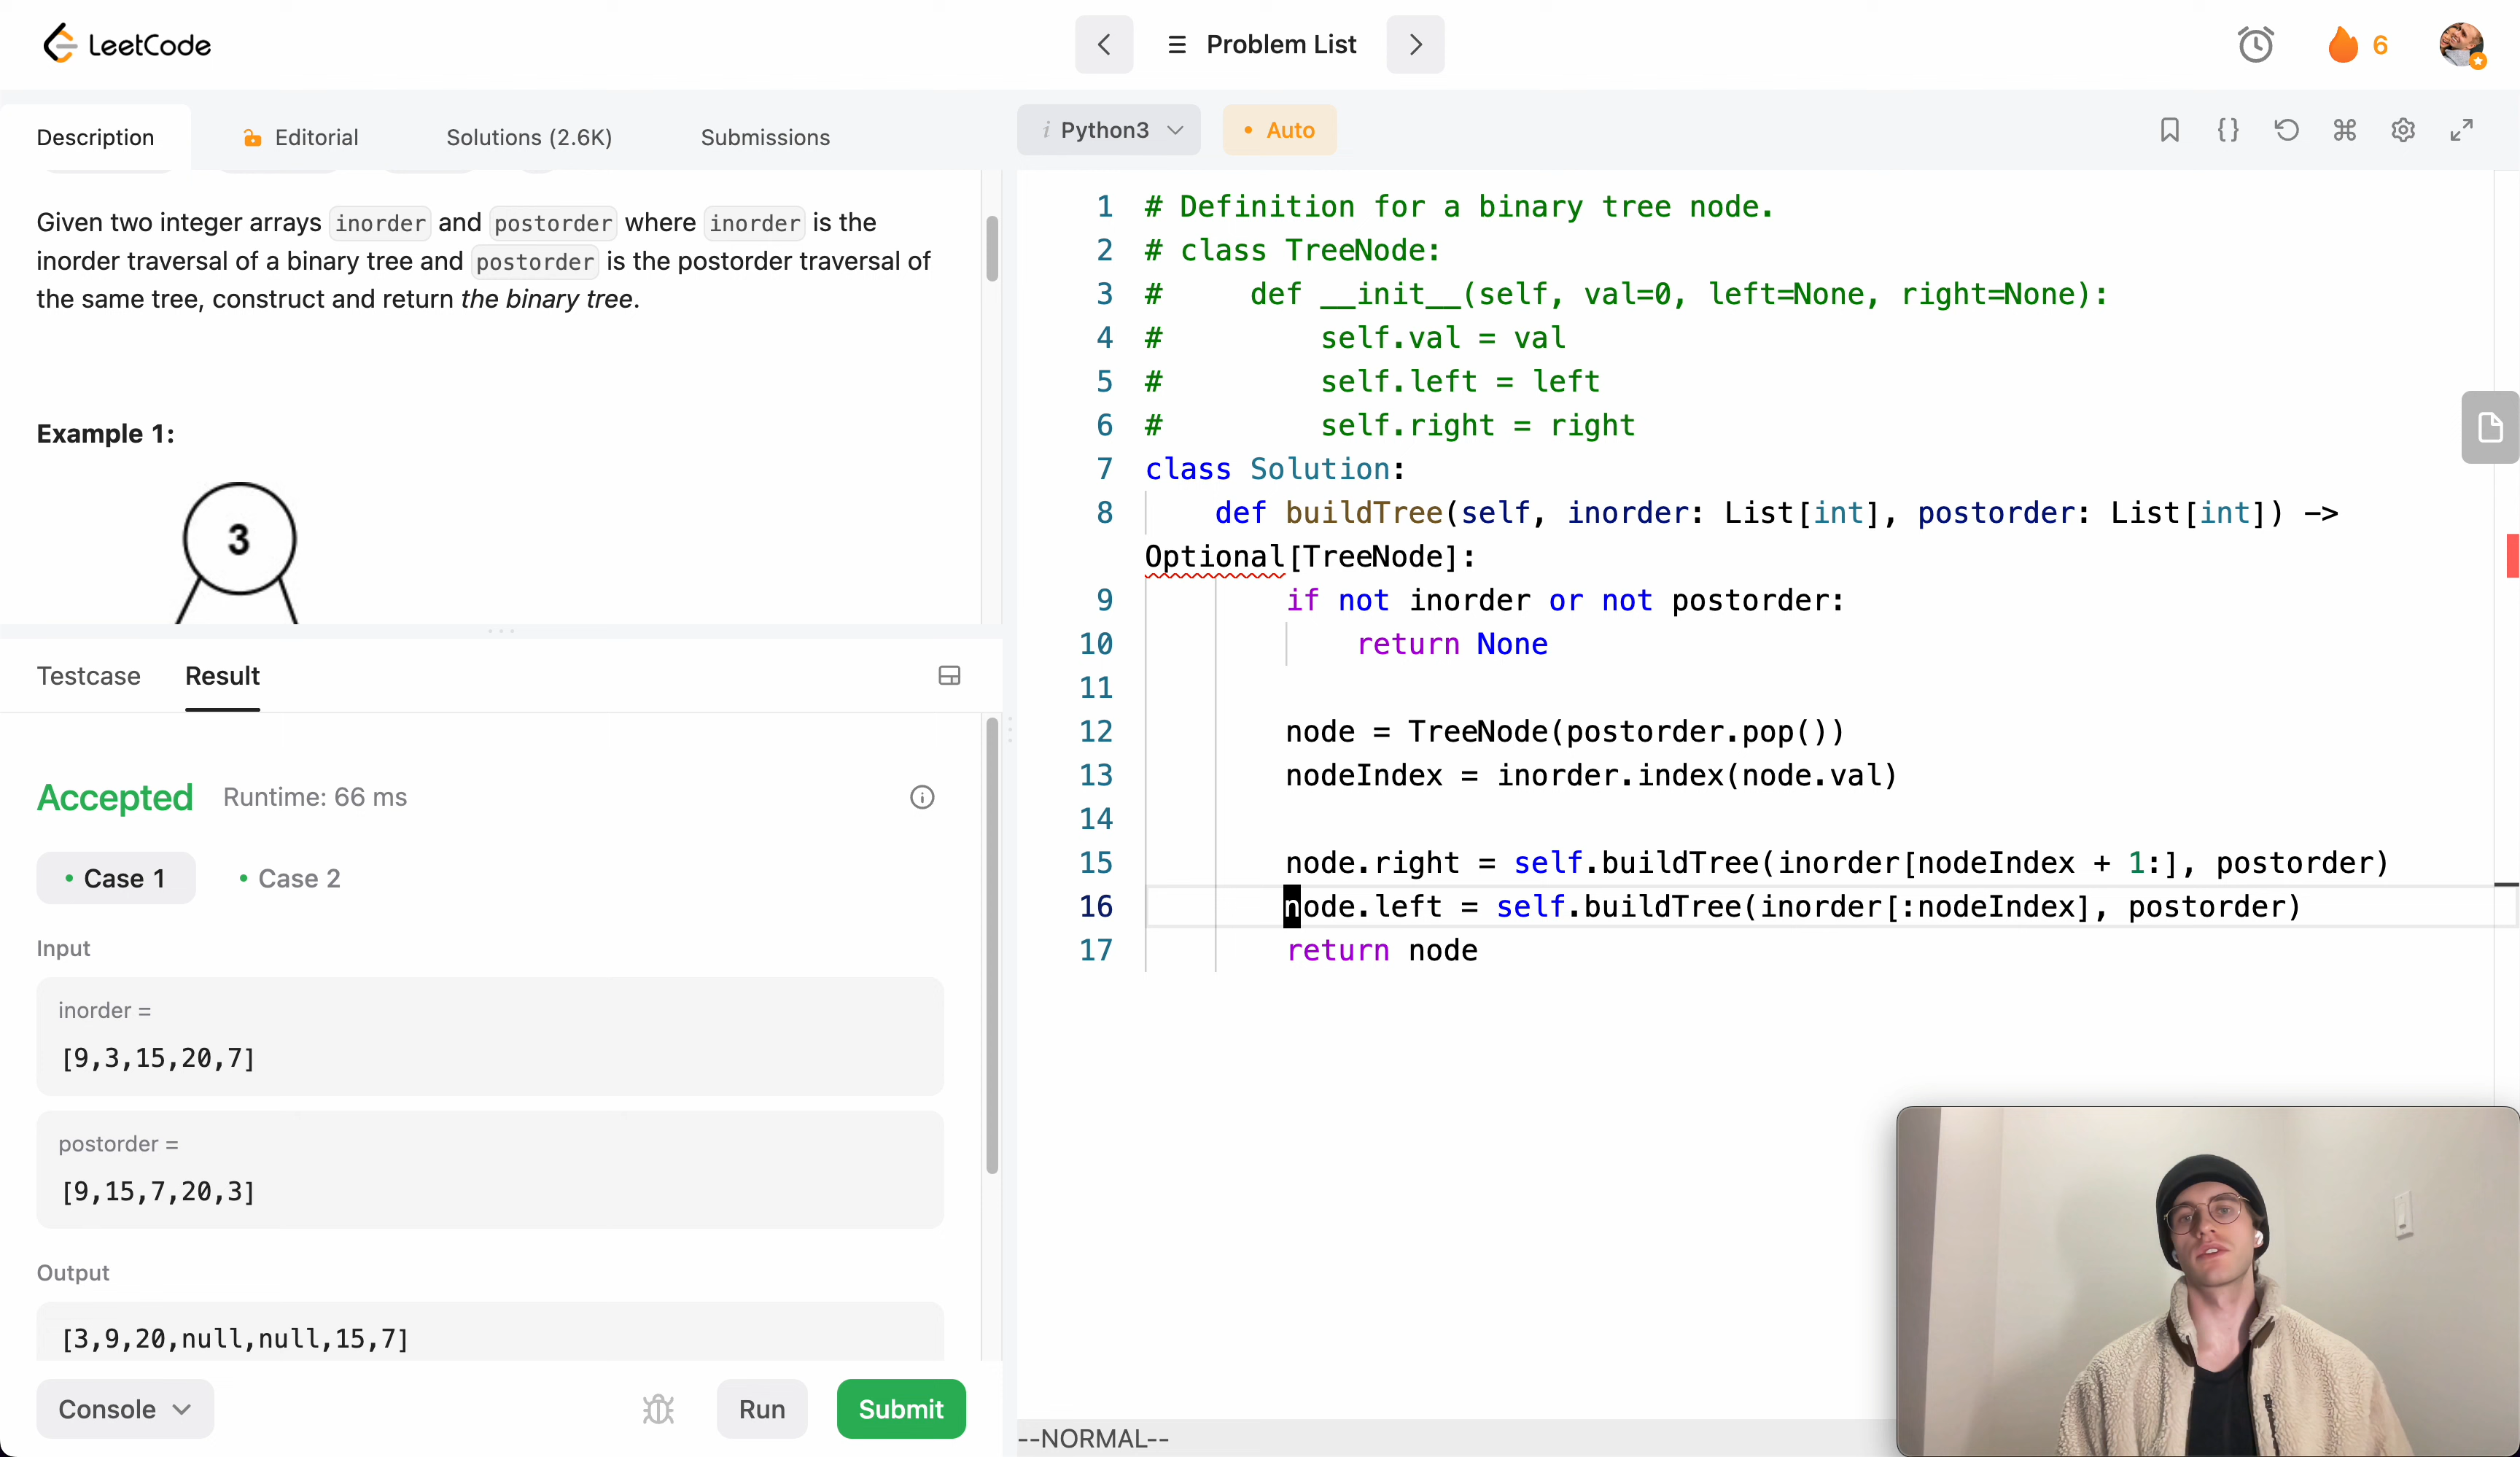 LeetCode
Problem List
6
Description
Editorial
Solutions (2.6K)
Submissions
Given two integer arrays inorder and postorder where inorder is the
inorder traversal of a binary tree and postorder is the postorder traversal of
the same tree, construct and return the binary tree.
Example 1:
3
Testcase
Result
Accepted
Runtime: 66 ms
Case 1
Case 2
Input
inorder =
[9,3,15,20,7]
postorder =
[9,15,7,20,3]
Output
[3,9,20,null,null,15,7]
Console
Run
Submit
i Python3
Auto
1 # Definition for a binary tree node.
2 # class TreeNode:
3 #     def __init__(self, val=0, left=None, right=None):
4 #         self.val = val
5 #         self.left = left
6 #         self.right = right
7 class Solution:
8     def buildTree(self, inorder: List[int], postorder: List[int]) ->
Optional[TreeNode]:
9         if not inorder or not postorder:
10             return None
11
12         node = TreeNode(postorder.pop())
13         nodeIndex = inorder.index(node.val)
14
15         node.right = self.buildTree(inorder[nodeIndex + 1:], postorder)
16         node.left = self.buildTree(inorder[:nodeIndex], postorder)
17         return node
--NORMAL--